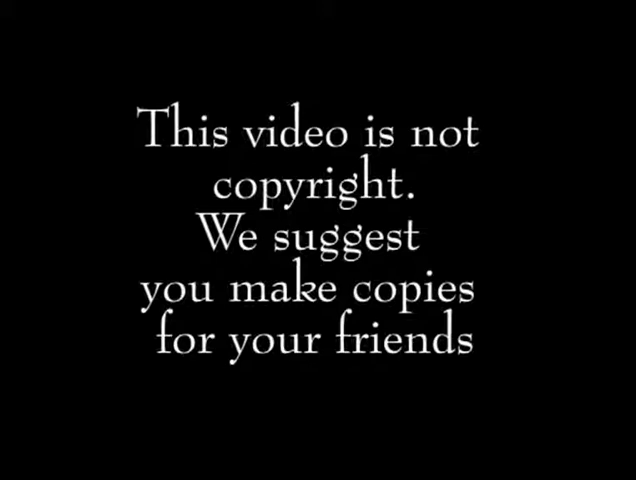 This video is not
copyright.
We suggest
you make copies
for your friends